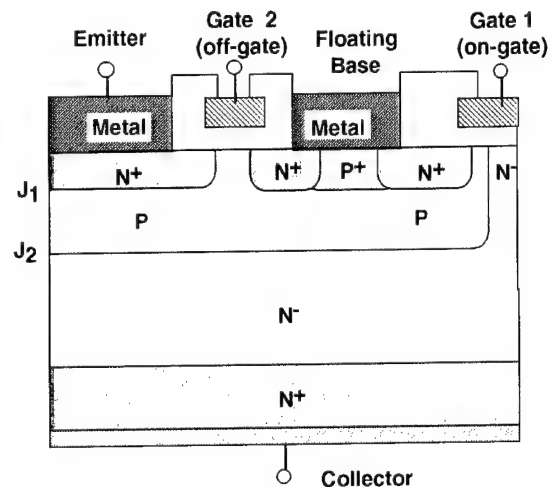 Gate 2
(off-gate)
Gate 1
(on-gate)
Emitter
Floating
Base
Metal
Metal
N+
N+
P+
N+
N-
J1
P
P
J2
N-
N+
Collector